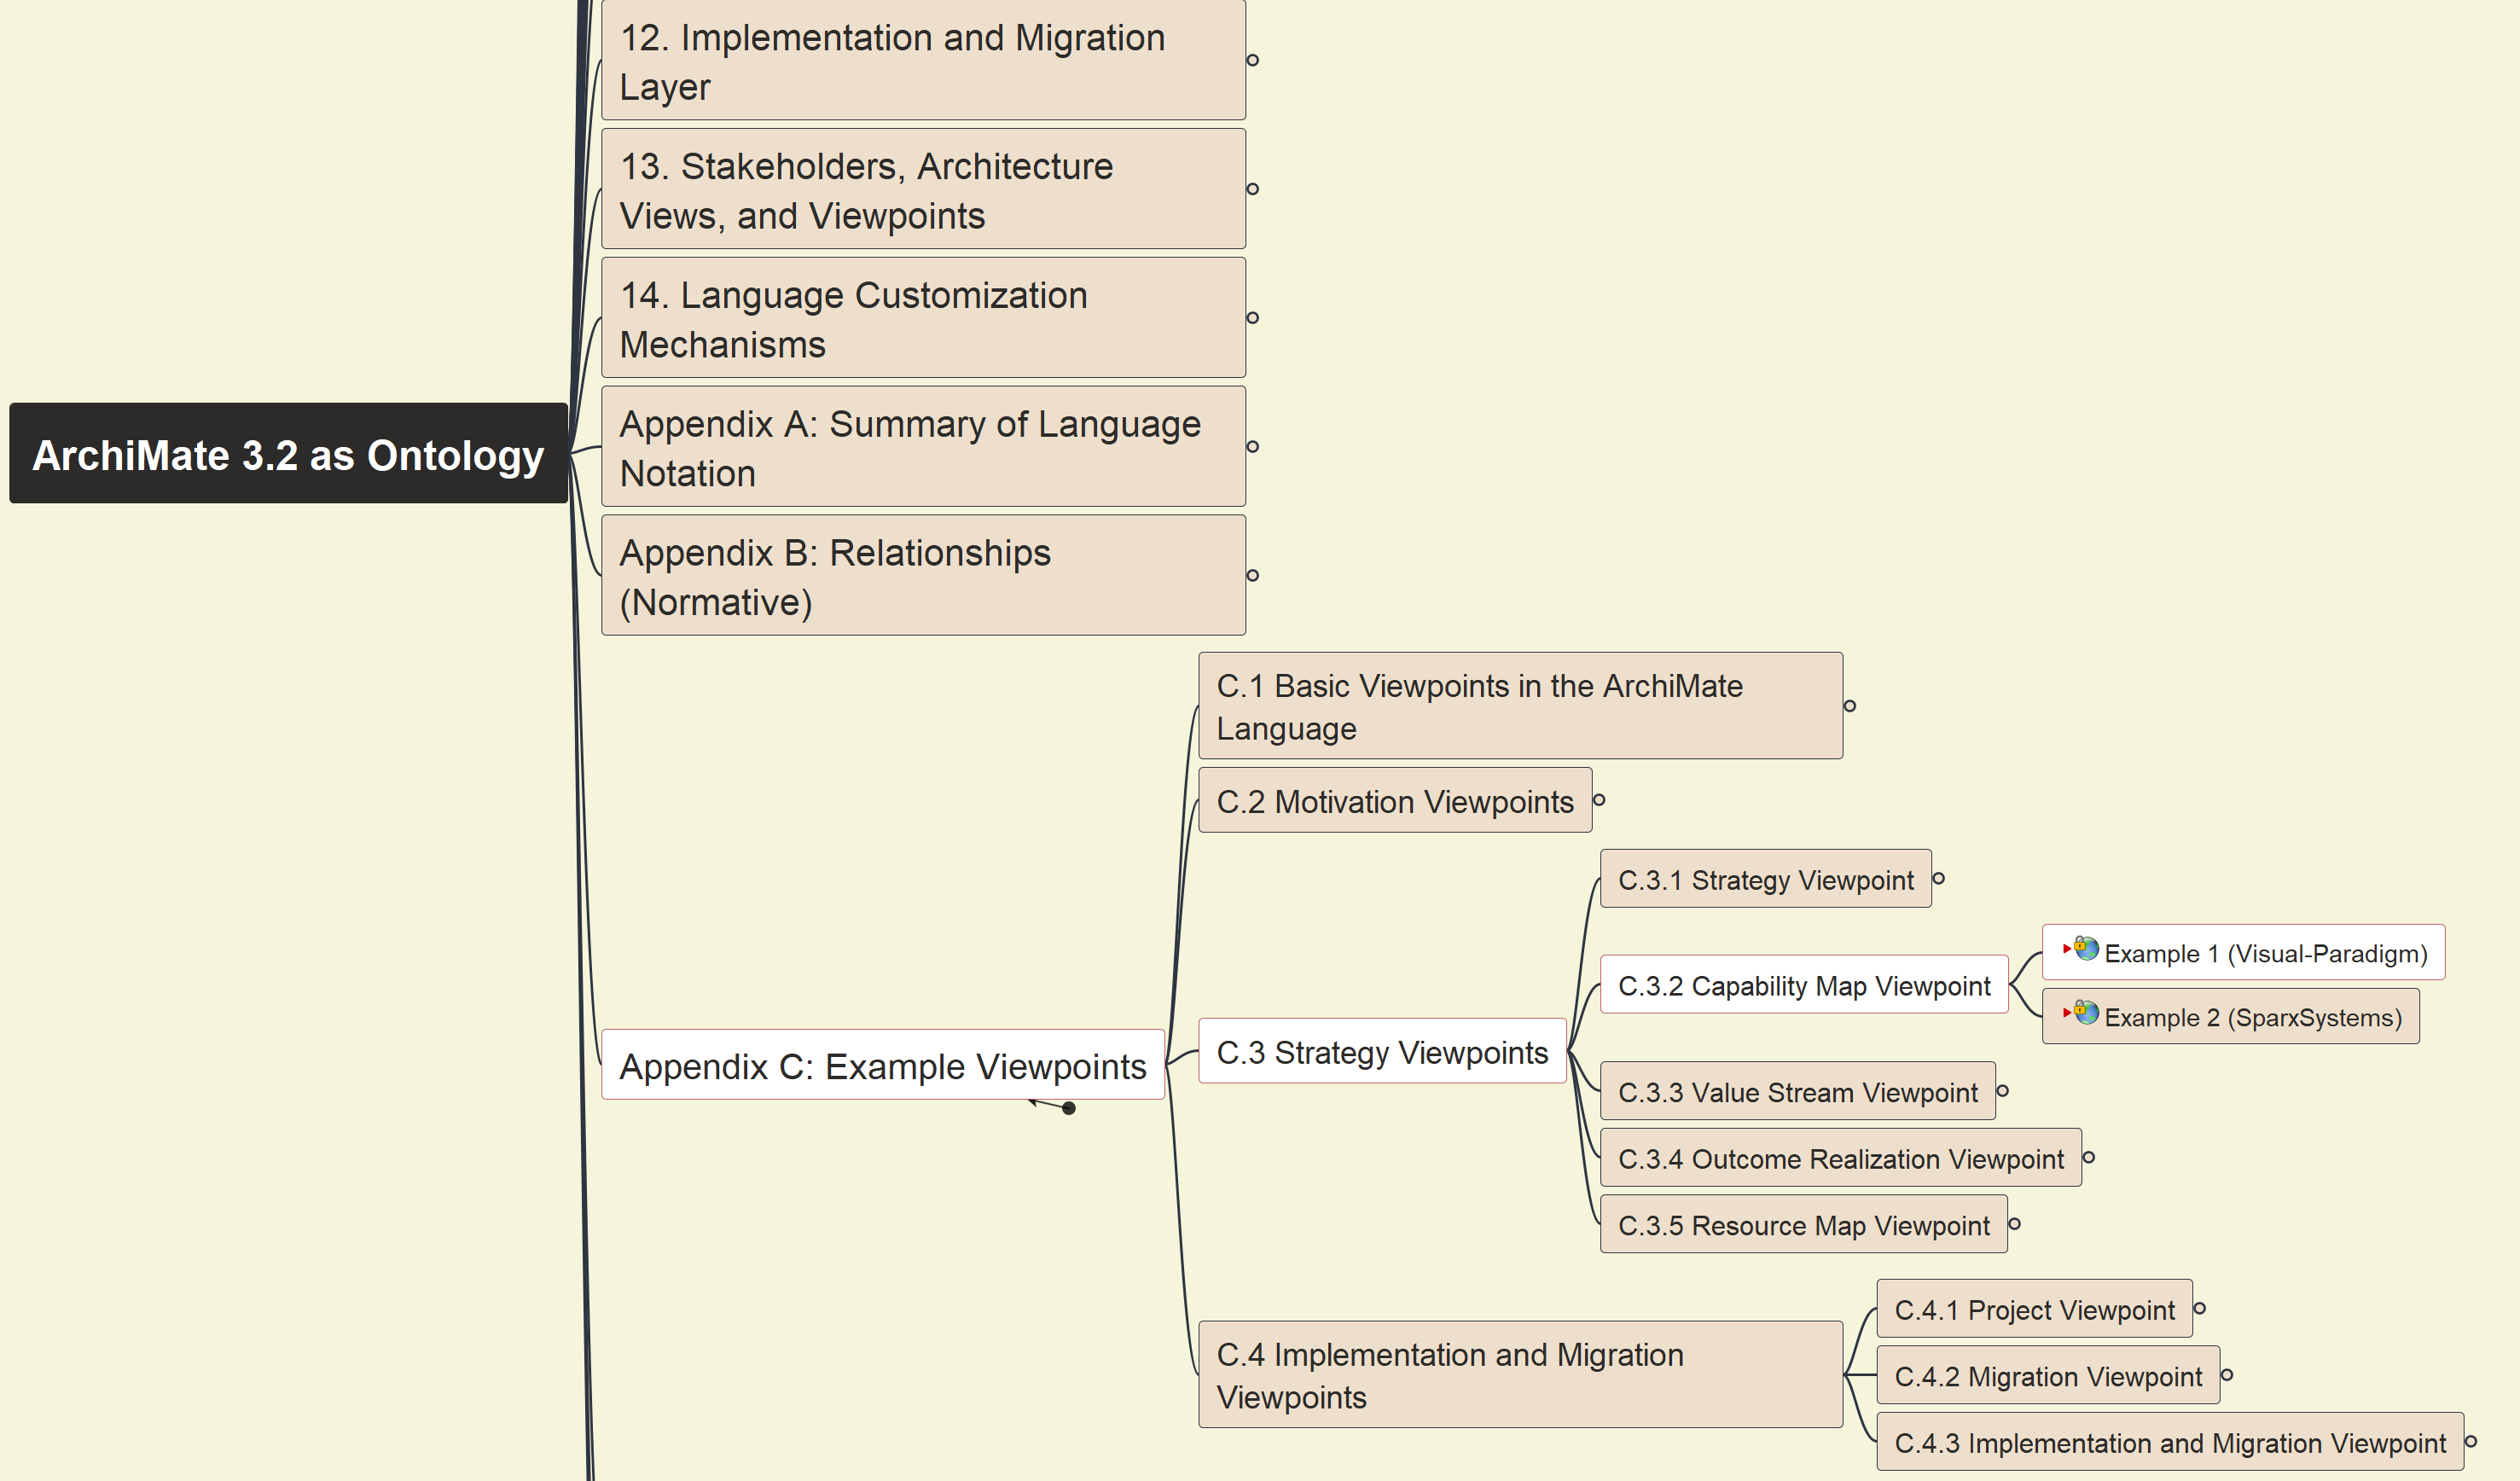 12. Implementation and Migration
Layer
13. Stakeholders, Architecture
Views, and Viewpoints
14. Language Customization
Mechanisms
ArchiMate 3.2 as Ontology
Appendix A: Summary of Language
Notation
Appendix B: Relationships
(Normative)
C.1 Basic Viewpoints in the ArchiMate
Language
C.2 Motivation Viewpoints
C.3.1 Strategy Viewpoint
Example 1 (Visual-Paradigm)
C.3.2 Capability Map Viewpoint
Example 2 (SparxSystems)
Appendix C: Example Viewpoints
C.3 Strategy Viewpoints
C.3.3 Value Stream Viewpoint
C.3.4 Outcome Realization Viewpoint
C.3.5 Resource Map Viewpoint
C.4 Implementation and Migration
Viewpoints
C.4.1 Project Viewpoint
C.4.2 Migration Viewpoint
C.4.3 Implementation and Migration Viewpoint